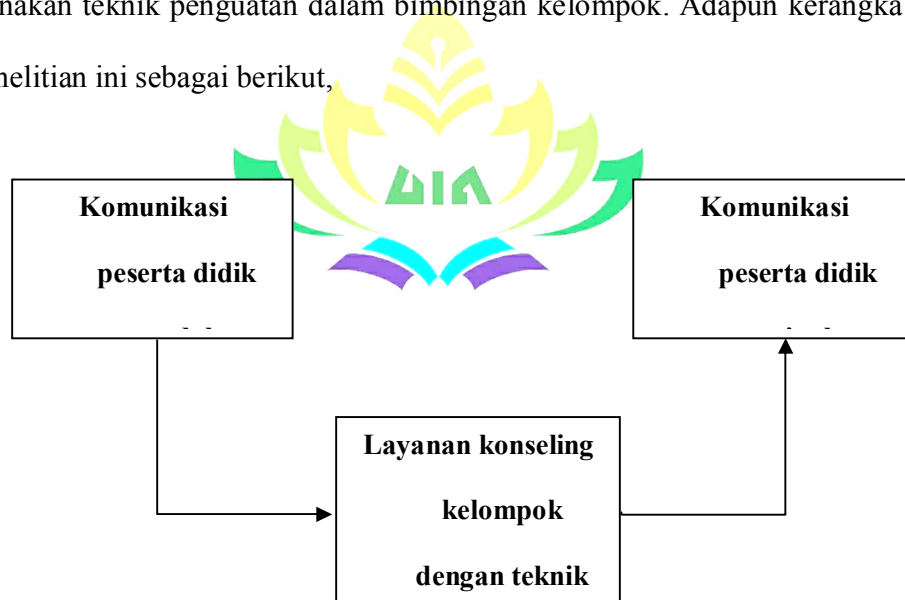 nakan teknik penguatan dalam bimbingan kelompok. Adapun kerangka
nelitian ini sebagai berikut,
UIN
Komunikasi
peserta didik
Komunikasi
peserta didik
Layanan konseling
kelompok
dengan teknik